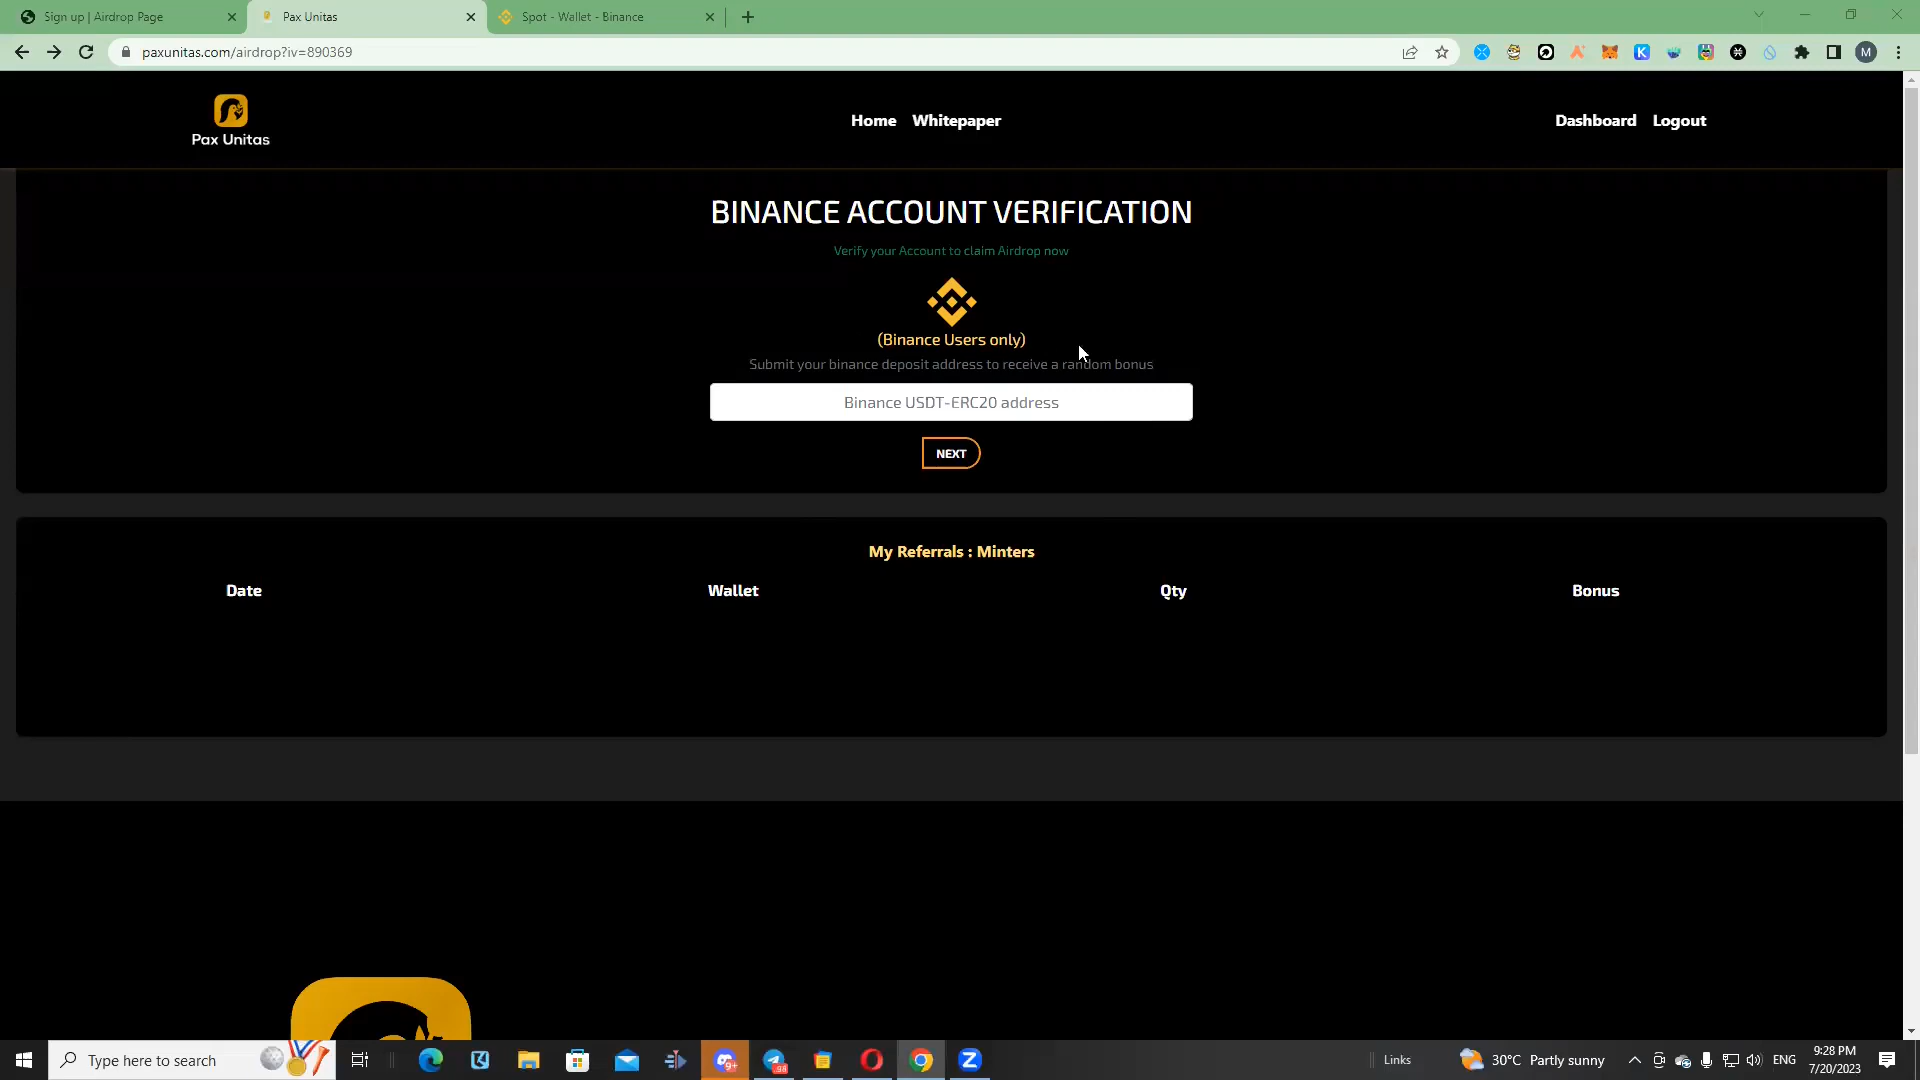 Sign up | Airdrop Page
Pax Unitas
Spot - Wallet - Binance
paxunitas.com/airdrop?iv=890369
M
Pax Unitas
Home
Whitepaper
Dashboard
Logout
BINANCE ACCOUNT VERIFICATION
Verify your Account to claim Airdrop now
(Binance Users only)
Submit your binance deposit address to receive a random bonus
Binance USDT-ERC20 address
NEXT
My Referrals : Minters
Date
Wallet
Qty
Bonus
Type here to search
9+
98
Links
30°C Partly sunny
ENG
9:28 PM
7/20/2023